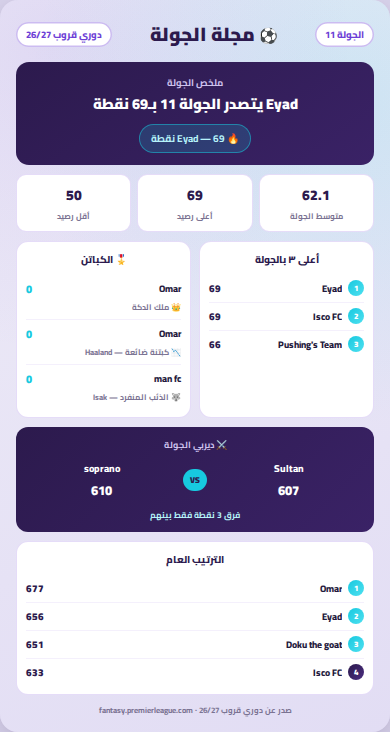 الجولة 11
⚽ مجلة الجولة
دوري قروب 26/27
ملخص الجولة
Eyad يتصدر الجولة 11 بـ69 نقطة
🔥 Eyad — 69 نقطة
62.1
متوسط الجولة
69
أعلى رصيد
50
أقل رصيد
أعلى ٣ بالجولة
1 Eyad 69
2 Isco FC 69
3 Pushing's Team 66
🎖️ الكباتن
Omar 0
👑 ملك الدكة
Omar 0
📉 كبتنة ضائعة — Haaland
man fc 0
🐺 الذئب المنفرد — Isak
⚔️ ديربي الجولة
Sultan VS soprano
607 610
فرق 3 نقطة فقط بينهم
الترتيب العام
1 Omar 677
2 Eyad 656
3 Doku the goat 651
4 Isco FC 633
صدر عن دوري قروب 26/27 · fantasy.premierleague.com